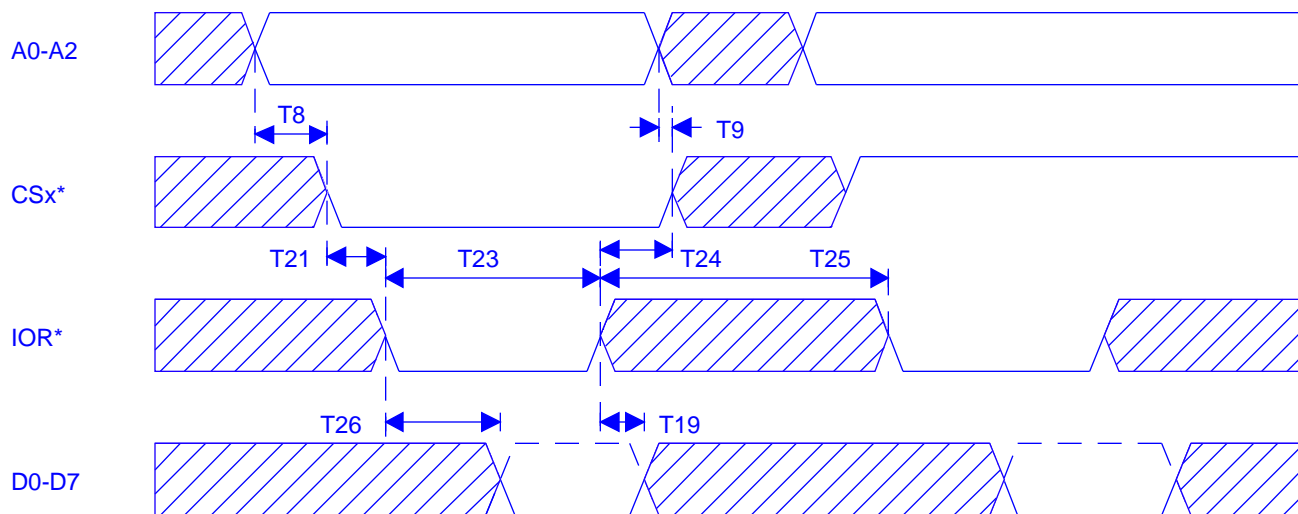 A0-A2
T8
T9
CSx*
T21
T23
T24
T25
IOR*
T26
T19
D0-D7